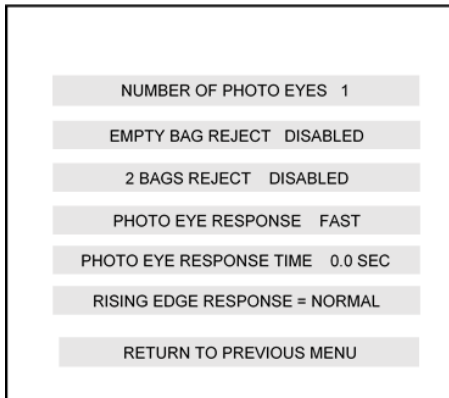 NUMBER OF PHOTO EYES 1
EMPTY BAG REJECT DISABLED
2 BAGS REJECT DISABLED
PHOTO EYE RESPONSE FAST
PHOTO EYE RESPONSE TIME 0.0 SEC
RISING EDGE RESPONSE = NORMAL
RETURN TO PREVIOUS MENU